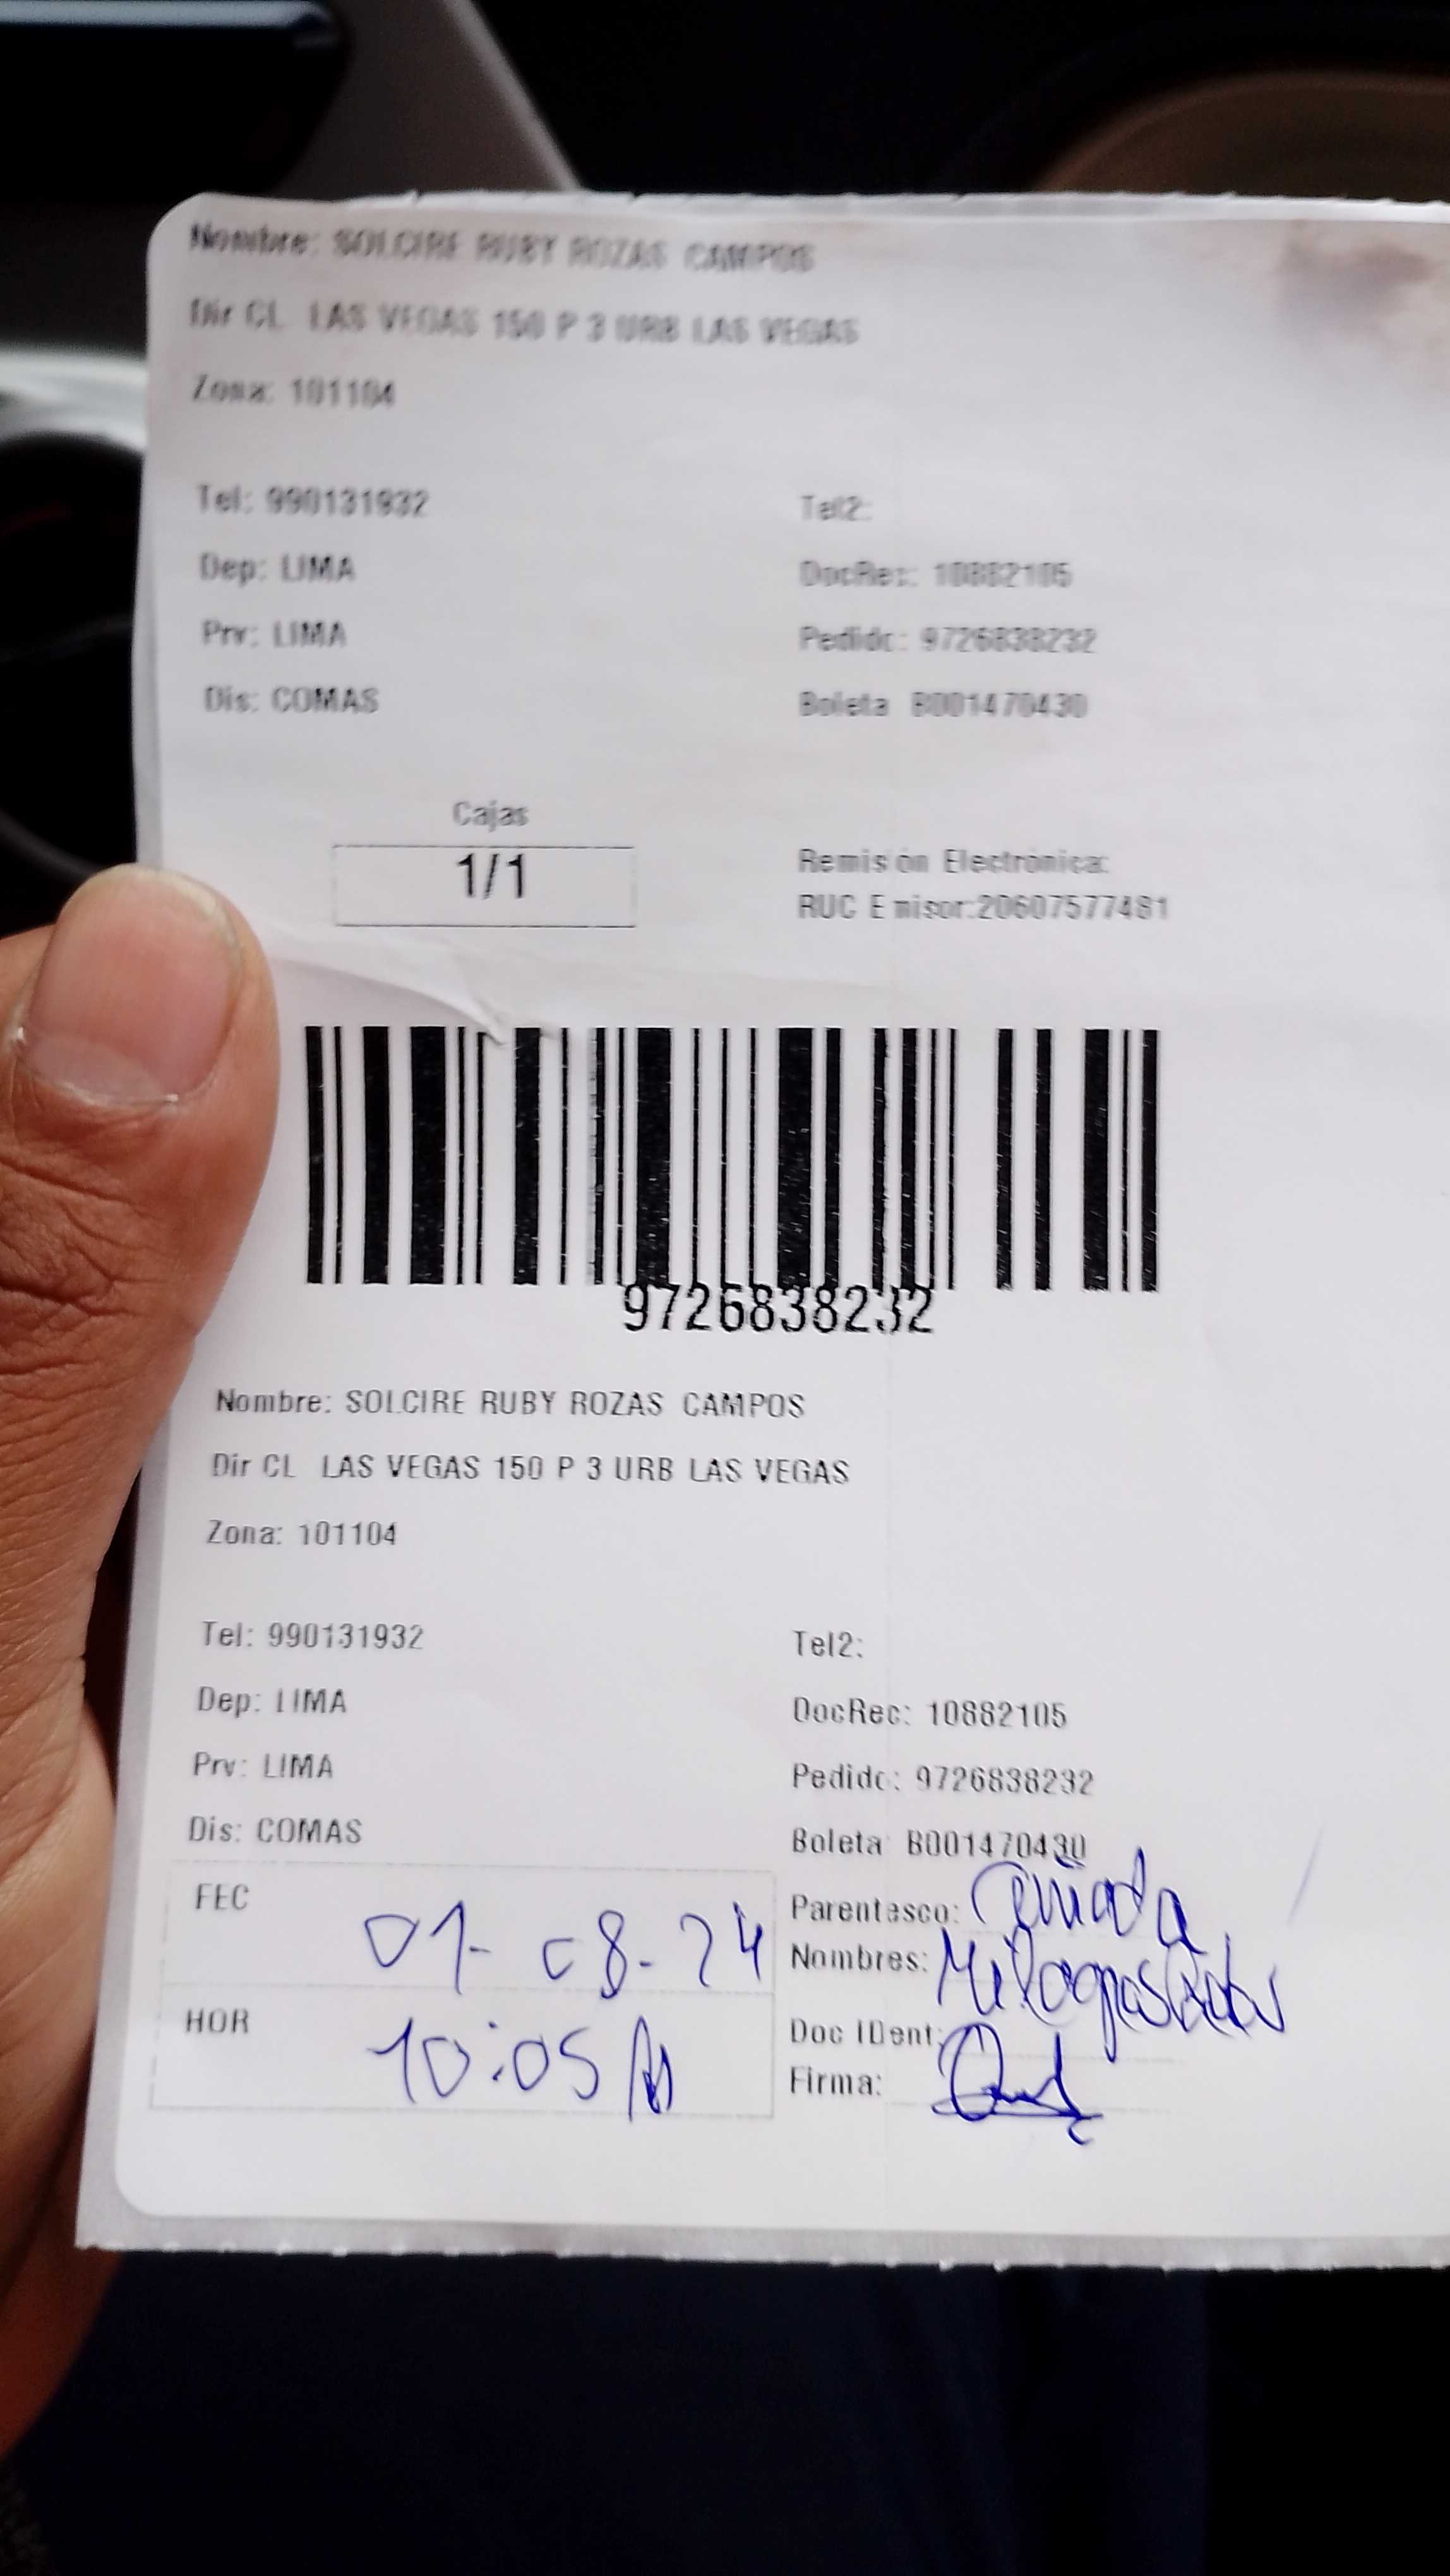 Nombre: SOLCIRE RUBY ROZAS CAMPOS
Dir CL LAS VEGAS 150 P 3 URB LAS VEGAS
Zona: 101104
Tel: 990131932 Tel2:
Dep: LIMA DocRec: 10882105
Prv: LIMA Pedido: 9726838232
Dis: COMAS Boleta B001470430
Cajas
1/1
Remision Electronica:
RUC Emisor:20607577481
9726838232
Nombre: SOLCIRE RUBY ROZAS CAMPOS
Dir CL LAS VEGAS 150 P 3 URB LAS VEGAS
Zona: 101104
Tel: 990131932 Tel2:
Dep: LIMA DocRec: 10882105
Prv: LIMA Pedido: 9726838232
Dis: COMAS Boleta B001470430
FEC 01-08-24 Parentesco:
Nombres: Milagros
HOR 10:05 Doc IDent:
Firma: